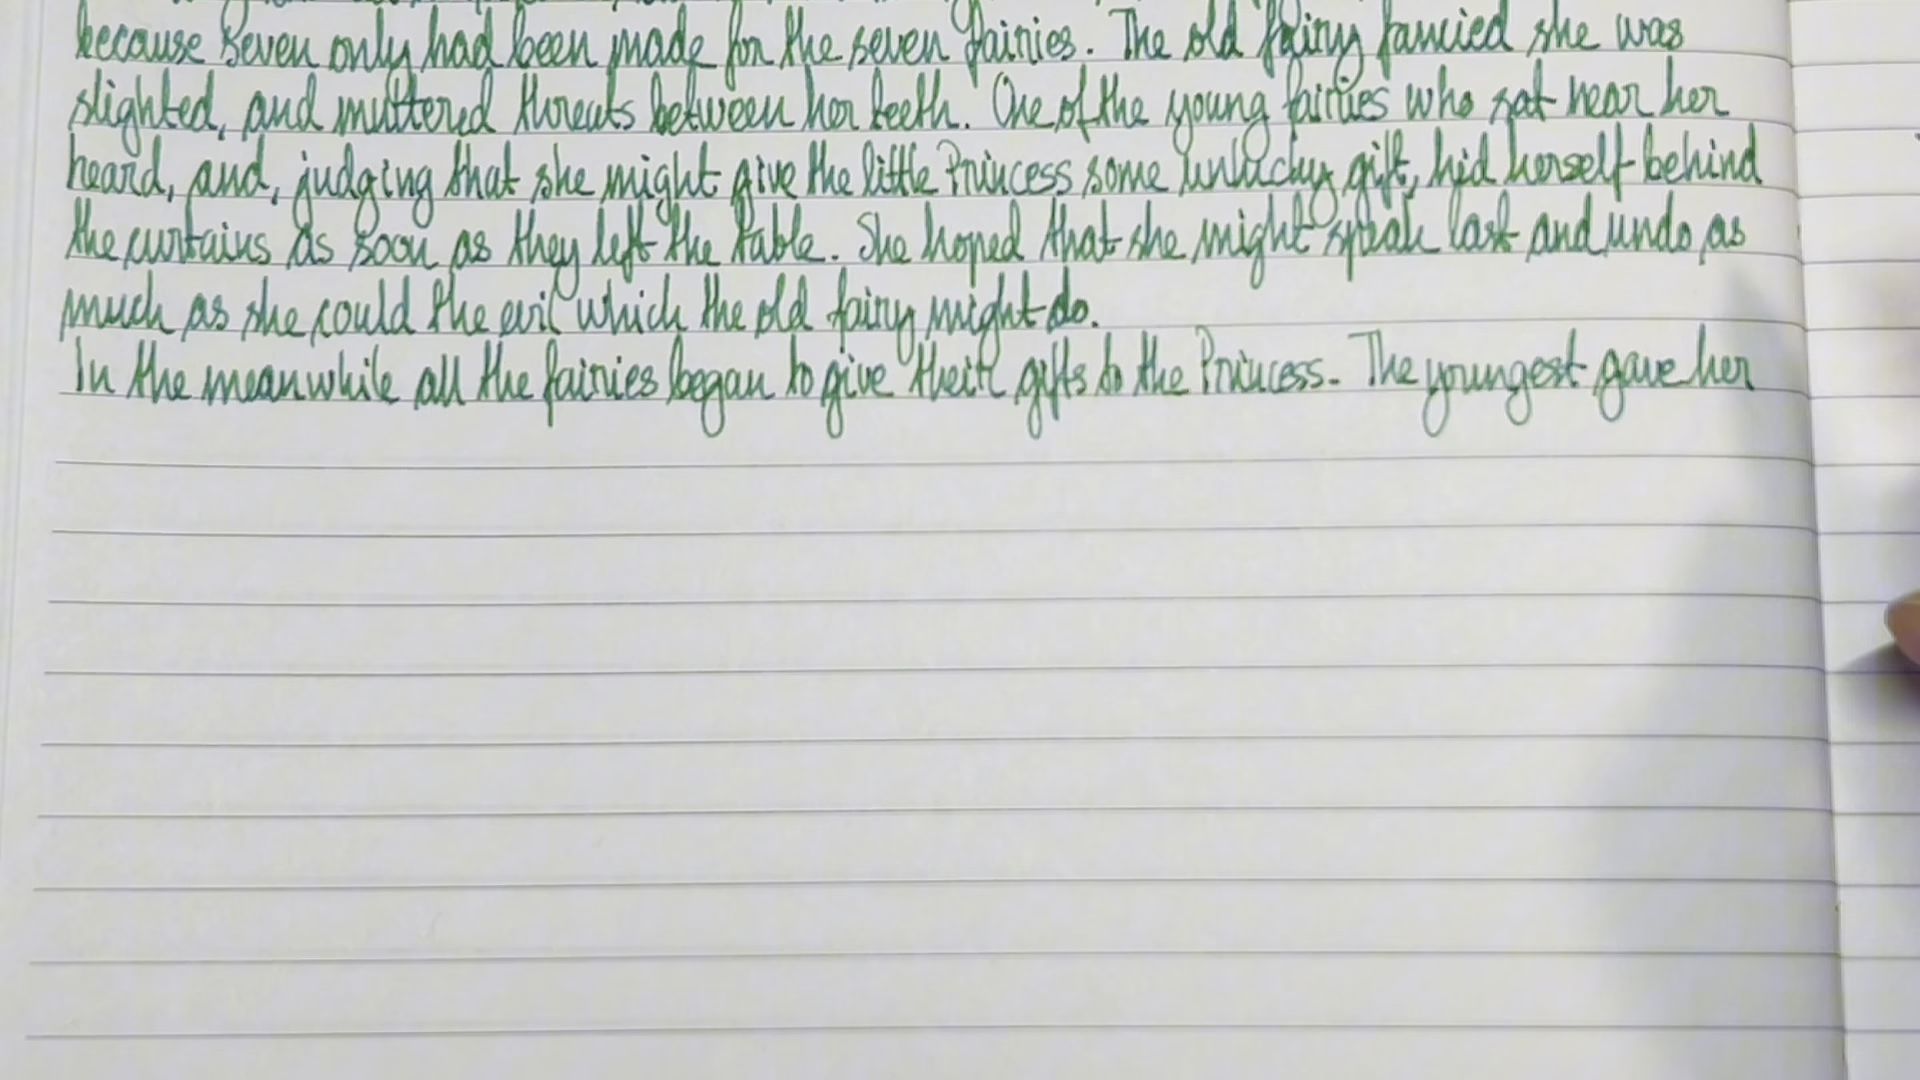 because seven only had been made for the seven fairies. The old fairy fancied she was
slighted, and muttered threats between her teeth. One of the young fairies who sat near her
heard, and, judging that she might give the little Princess some unlucky gift, hid herself behind
the curtains as soon as they left the table. She hoped that she might speak last and undo as
much as she could the evil which the old fairy might do.
In the meanwhile all the fairies began to give their gifts to the Princess. The youngest gave her